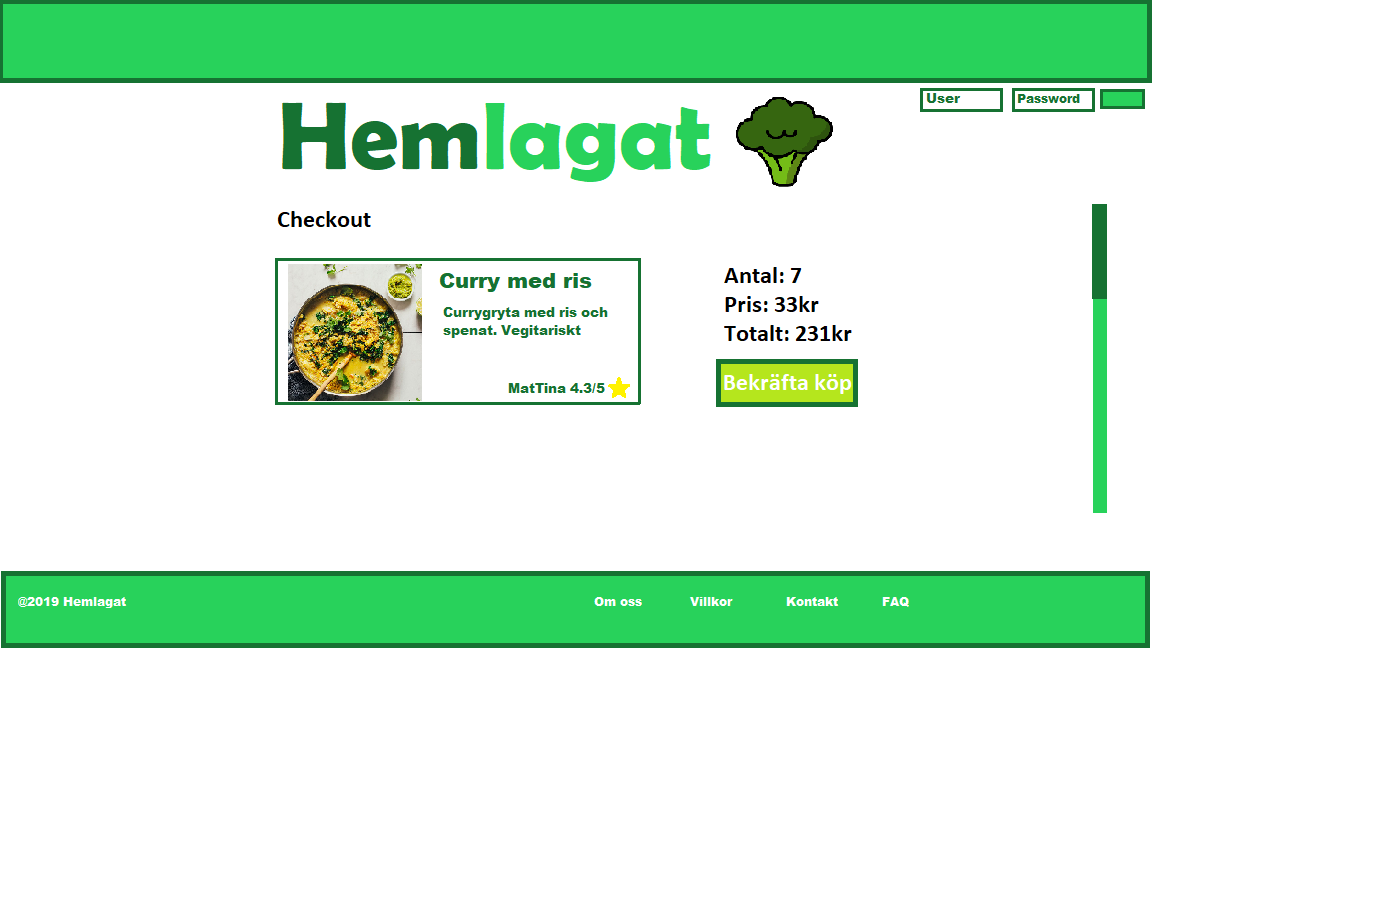 User
Password
Hemlagat
Checkout
Curry med ris
Currygryta med ris och
spenat. Vegitariskt
MatTina 4.3/5
Antal: 7
Pris: 33kr
Totalt: 231kr
Bekräfta köp
@2019 Hemlagat
Om oss
Villkor
Kontakt
FAQ